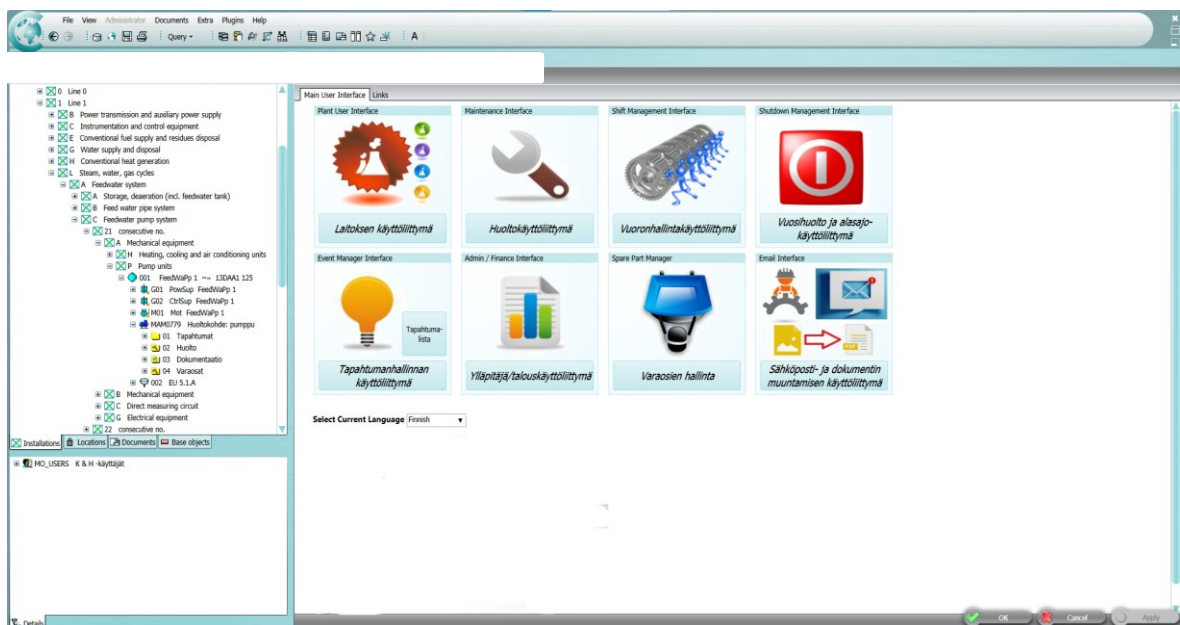 File View Administrator Documents Extra Plugins Help
Query
A
0 Line 0
1 Line 1
B Power transmission and auxiliary power supply
C Instrumentation and control equipment
E Conventional fuel supply and residues disposal
G Water supply and disposal
H Conventional heat generation
L Steam, water, gas cycles
A Feedwater system
A Storage, deaeration (incl. feedwater tank)
B Feed water pipe system
C Feedwater pump system
21 consecutive no.
A Mechanical equipment
H Heating, cooling and air conditioning units
P Pump units
001 FeedWaPp 1 ~» 13DAA1 125
G01 PowSup FeedWaPp 1
G02 CtrlSup FeedWaPp 1
M01 Mot FeedWaPp 1
MAM0779 Huoltokohde: pumppu
01 Tapahtumat
02 Huolto
03 Dokumentaatio
04 Varaosat
002 EU 5.1.A
B Mechanical equipment
C Direct measuring circuit
G Electrical equipment
22 consecutive no.
Installations Locations Documents Base objects
MO_USERS K & H -käyttäjät
Details
Main User Interface Links
Plant User Interface
Laitoksen käyttöliittymä
Maintenance Interface
Huoltokäyttöliittymä
Shift Management Interface
Vuoronhallintakäyttöliittymä
Shutdown Management Interface
Vuosihuolto ja alasajo-
käyttöliittymä
Event Manager Interface
Tapahtuma-
lista
Tapahtumanhallinnan
käyttöliittymä
Admin / Finance Interface
Ylläpitäjä/talouskäyttöliittymä
Spare Part Manager
Varaosien hallinta
Email Interface
PDF
Sähköposti- ja dokumentin
muuntamisen käyttöliittymä
Select Current Language Finnish
OK Cancel Apply